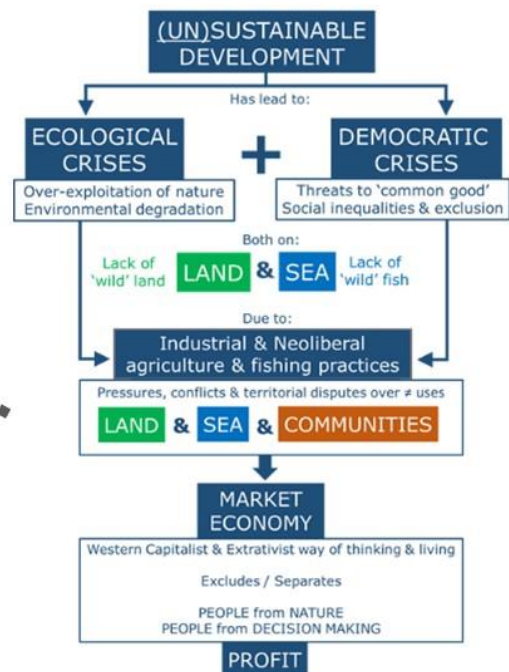 (UN)SUSTAINABLE
DEVELOPMENT
Has lead to:
ECOLOGICAL
CRISES
Over-exploitation of nature
Environmental degradation
+
DEMOCRATIC
CRISES
Threats to ‘common good’
Social inequalities & exclusion
Both on:
Lack of
‘wild’ land
LAND & SEA
Lack of
‘wild’ fish
Due to:
Industrial & Neoliberal
agriculture & fishing practices
Pressures, conflicts & territorial disputes over ≠ uses
LAND & SEA & COMMUNITIES
MARKET
ECONOMY
Western Capitalist & Extrativist way of thinking & living
Excludes / Separates
PEOPLE from NATURE
PEOPLE from DECISION MAKING
PROFIT